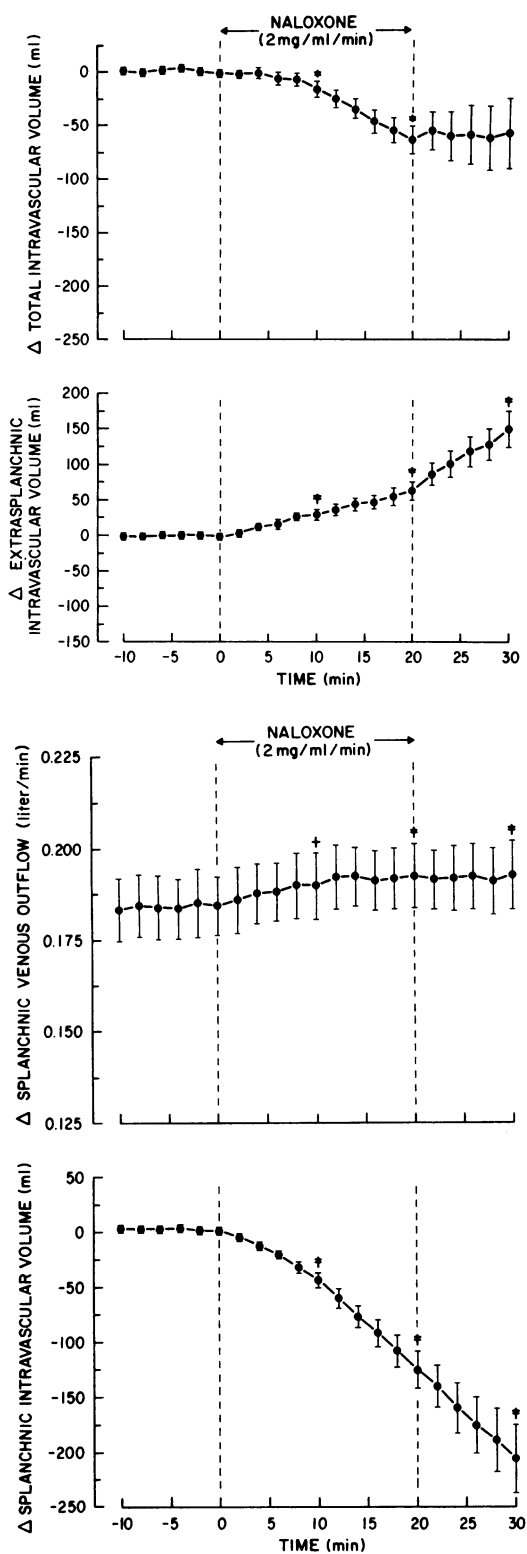 NALOXONE
(2mg/ml/min)
Δ TOTAL INTRAVASCULAR VOLUME (ml)
0
-50
-100
-150
-200
-250
*
*
Δ EXTRASPLANCHNIC
INTRAVASCULAR VOLUME (ml)
200
150
100
50
0
-50
-100
-150
*
*
*
-10 -5 0 5 10 15 20 25 30
TIME (min)
NALOXONE
(2mg/ml/min)
Δ SPLANCHNIC VENOUS OUTFLOW (liter/min)
0.225
0.200
0.175
0.150
0.125
+
*
*
Δ SPLANCHNIC INTRAVASCULAR VOLUME (ml)
50
0
-50
-100
-150
-200
-250
*
*
*
-10 -5 0 5 10 15 20 25 30
TIME (min)